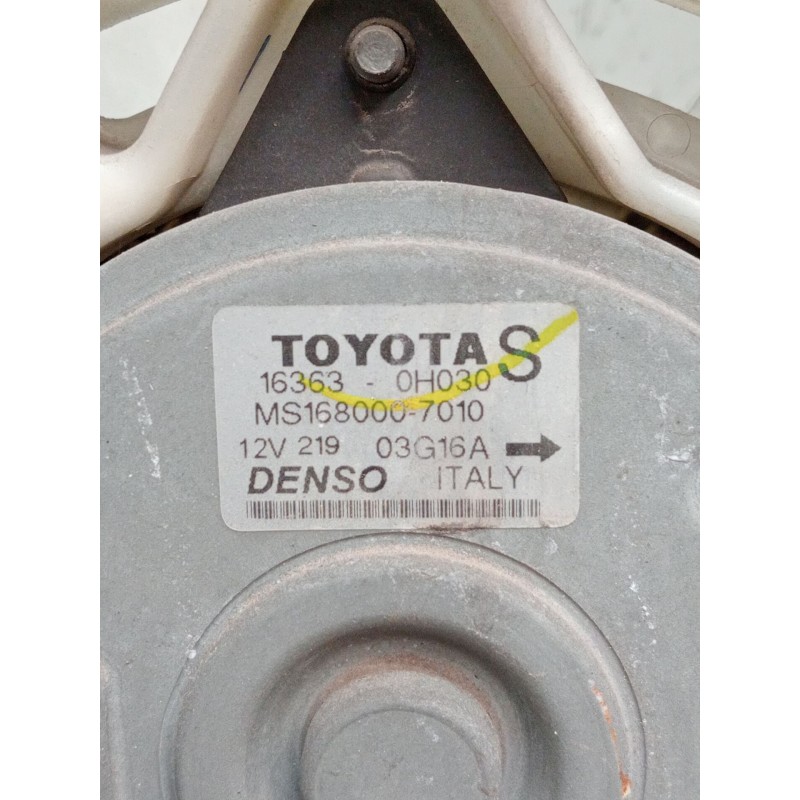 TOYOTA S
16363 - 0H030
MS168000-7010
12V 219 03G16A
DENSO ITALY